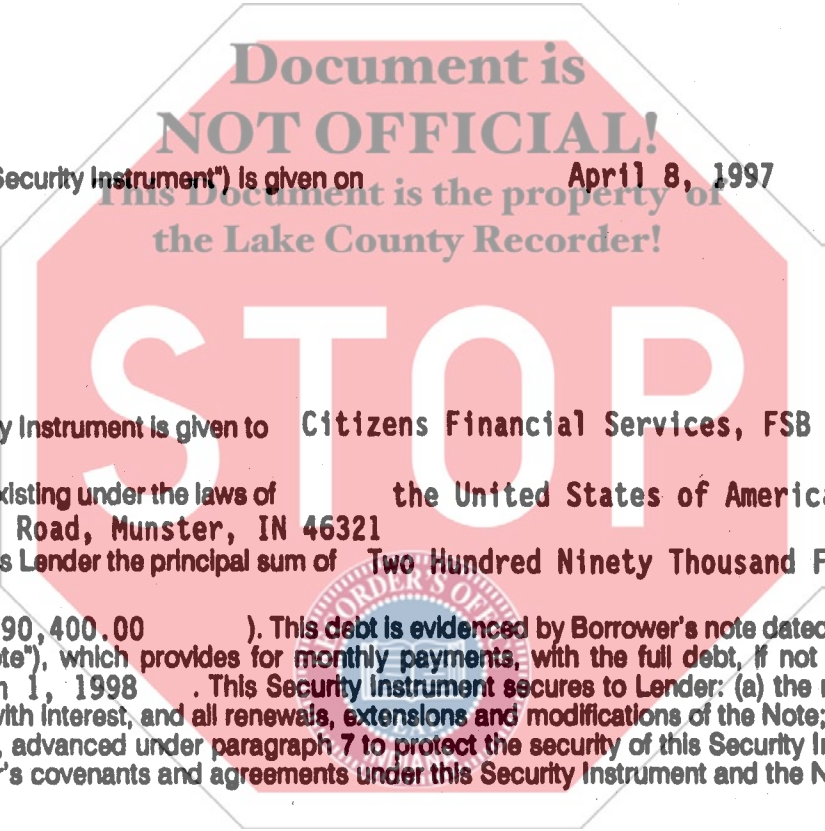 Document is
NOT OFFICIAL!
Security Instrument") is given on April 8, 1997
This Document is the property of
the Lake County Recorder!
STOP
y Instrument is given to Citizens Financial Services, FSB
xisting under the laws of the United States of America
Road, Munster, IN 46321
s Lender the principal sum of Two Hundred Ninety Thousand F
RECORDER'S OFFICE
90,400.00 ). This debt is evidenced by Borrower's note dated
te"), which provides for monthly payments, with the full debt, if not
1, 1998 . This Security Instrument secures to Lender: (a) the
with interest, and all renewals, extensions and modifications of the Note;
, advanced under paragraph 7 to protect the security of this Security In
r's covenants and agreements under this Security Instrument and the N